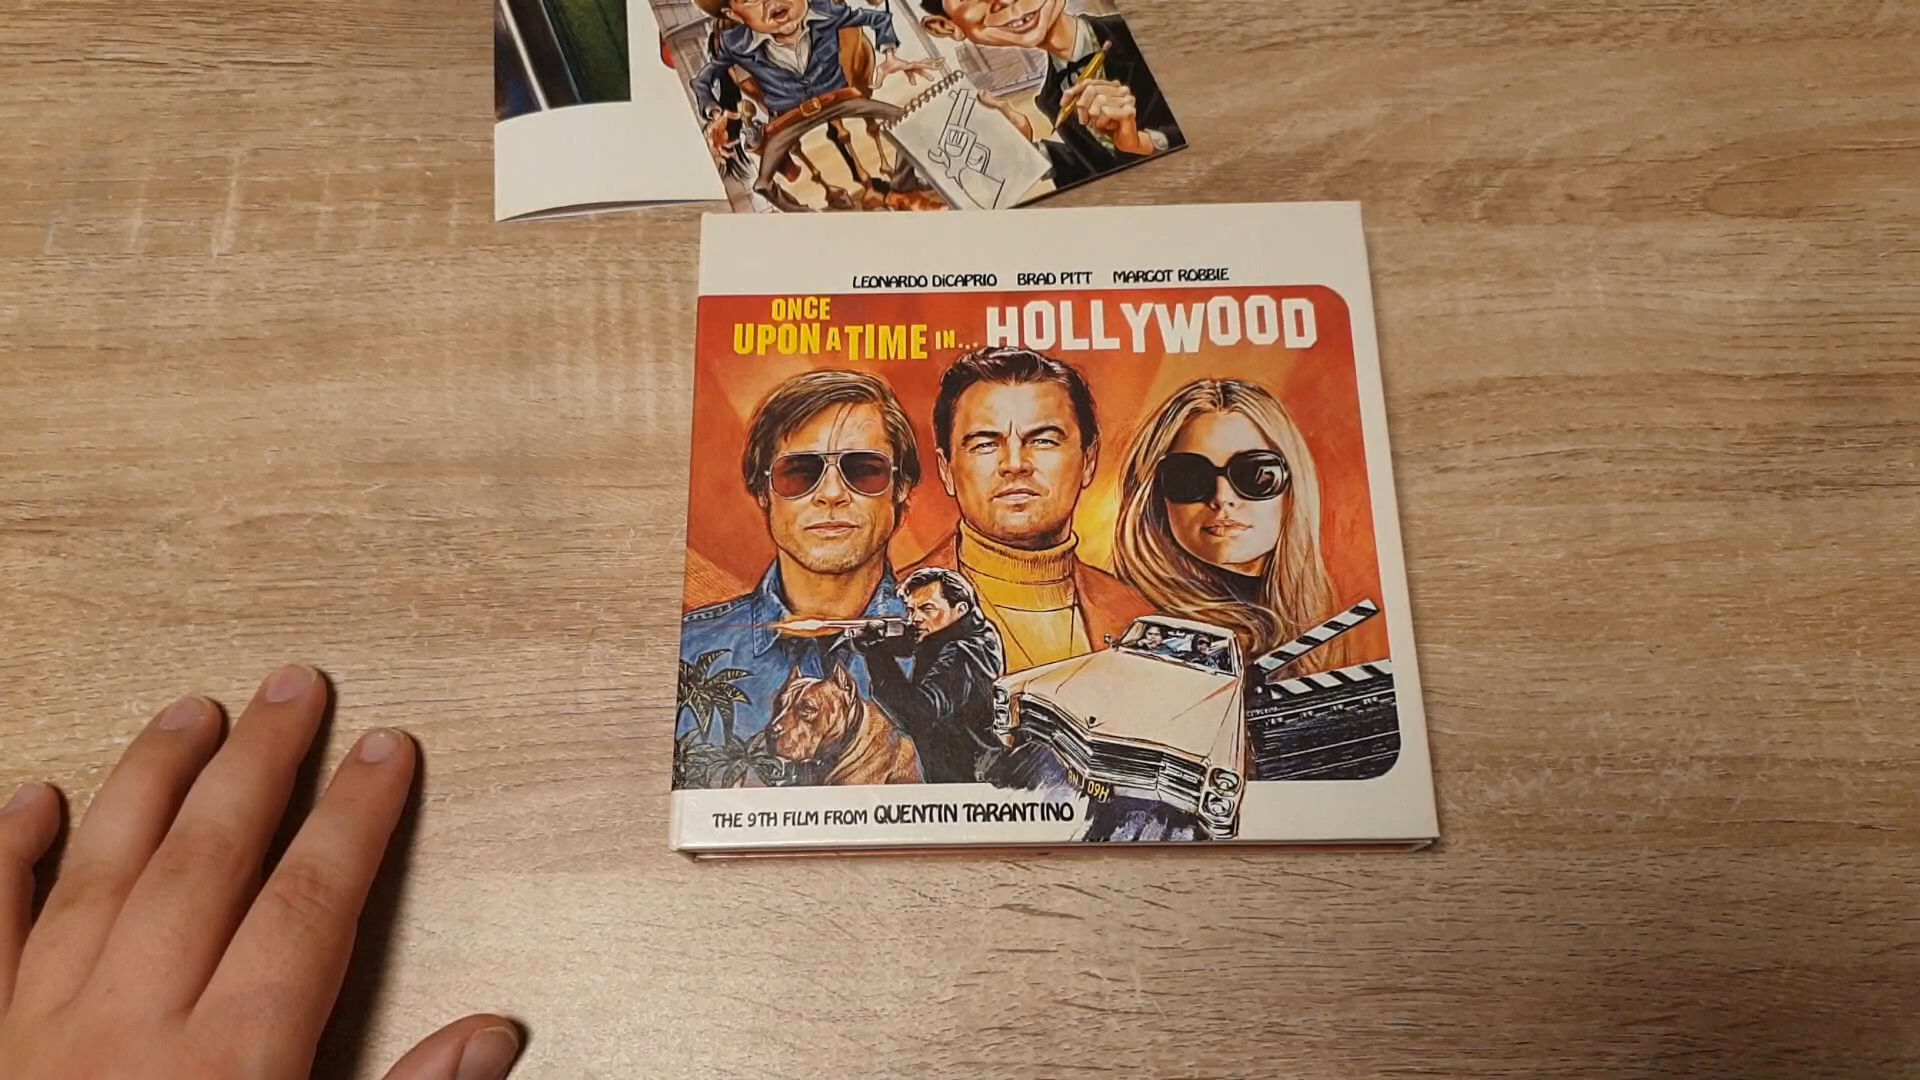 LEONARDO DiCAPRIO BRAD PITT MARGOT ROBBIE
ONCE
UPON A TIME IN... HOLLYWOOD
THE 9TH FILM FROM QUENTIN TARANTINO